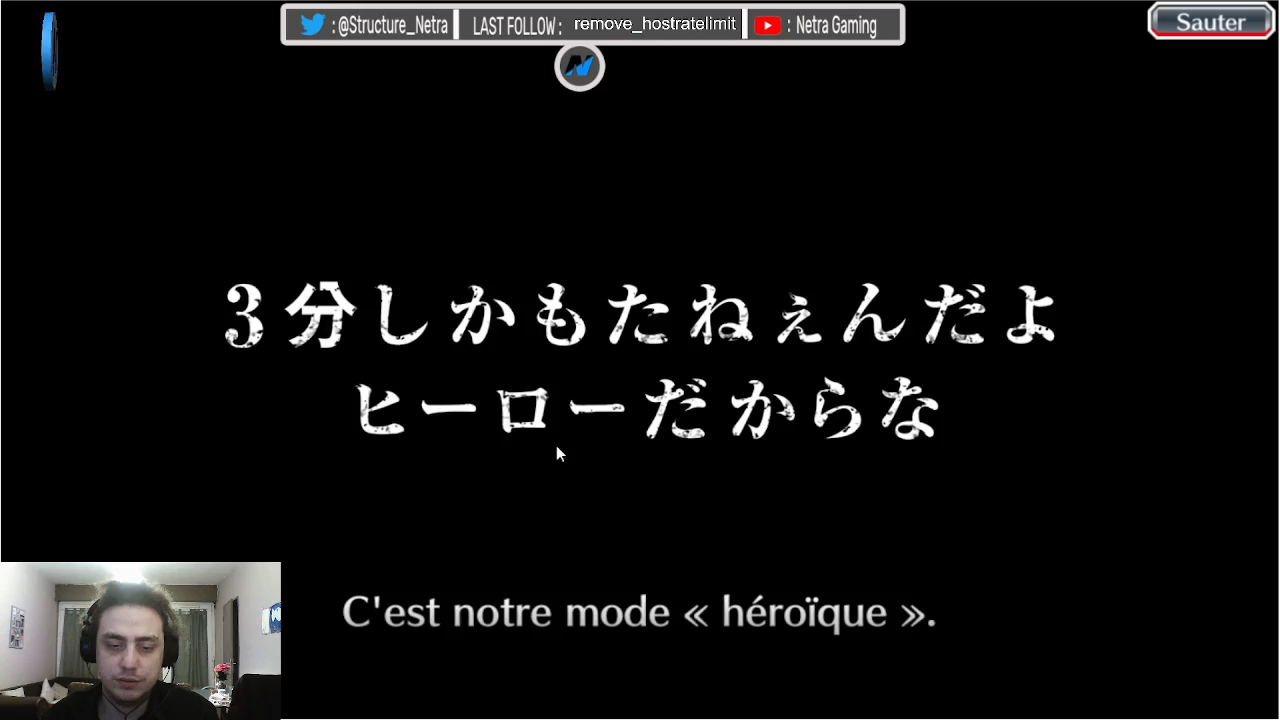 : @Structure_Netra
LAST FOLLOW : remove_hostratelimit
: Netra Gaming
Sauter
3分しかもたねぇんだよ
ヒーローだからな
C'est notre mode « héroïque ».